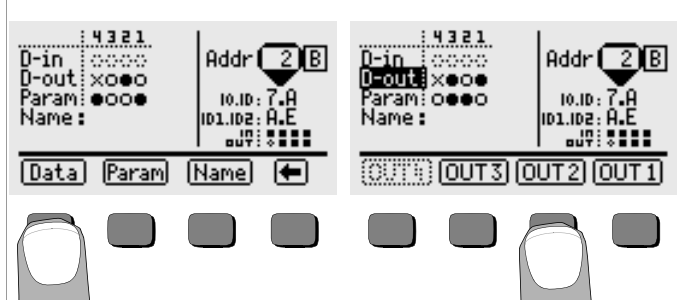 4321
D-in
D-out
Param
Name:
Addr 2 B
IO.ID: 7.A
ID1.ID2: A.E
IN
OUT
Data Param Name
4321
D-in
D-out
Param
Name:
Addr 2 B
IO.ID: 7.A
ID1.ID2: A.E
IN
OUT
OUT4 OUT3 OUT2 OUT1